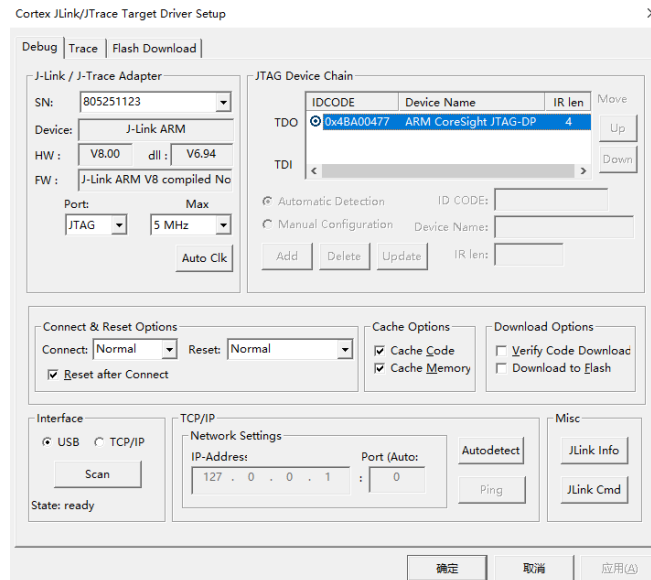 Cortex JLink/JTrace Target Driver Setup
Debug Trace Flash Download
J-Link / J-Trace Adapter
SN: 805251123
Device: J-Link ARM
HW : V8.00 dll : V6.94
FW : J-Link ARM V8 compiled No
Port: Max
JTAG 5 MHz
Auto Clk
JTAG Device Chain
IDCODE Device Name IR len
TDO 0x4BA00477 ARM CoreSight JTAG-DP 4
TDI
Move
Up
Down
Automatic Detection ID CODE:
Manual Configuration Device Name:
Add Delete Update IR len:
Connect & Reset Options
Connect: Normal Reset: Normal
Reset after Connect
Cache Options
Cache Code
Cache Memory
Download Options
Verify Code Download
Download to Flash
Interface
USB TCP/IP
Scan
State: ready
TCP/IP
Network Settings
IP-Address: Port (Auto:
127 . 0 . 0 . 1 : 0
Autodetect
Ping
Misc
JLink Info
JLink Cmd
确定 取消 应用(A)